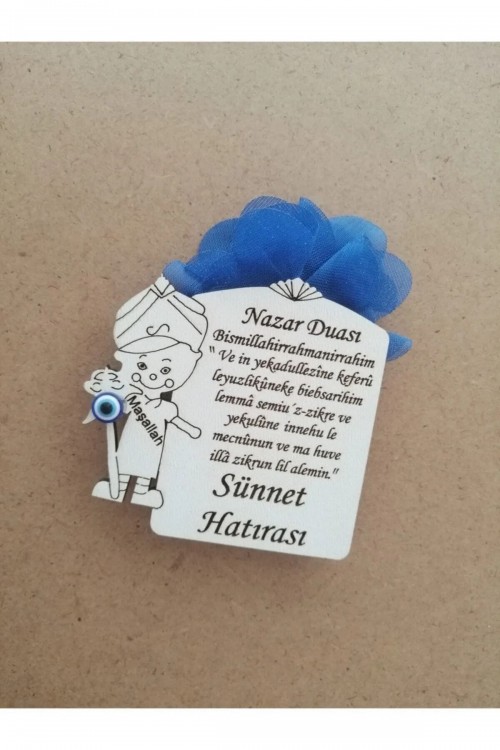 Nazar Duası
Bismillahirrahmanirrahim
" Ve in yekadullezîne keferû
leyuzlikûneke biebsarihim
lemmâ semiu´z-zikre ve
yekulûne innehu le
mecnûnun ve ma huve
illâ zikrun lil alemin."
Sünnet
Hatırası
Maşallah